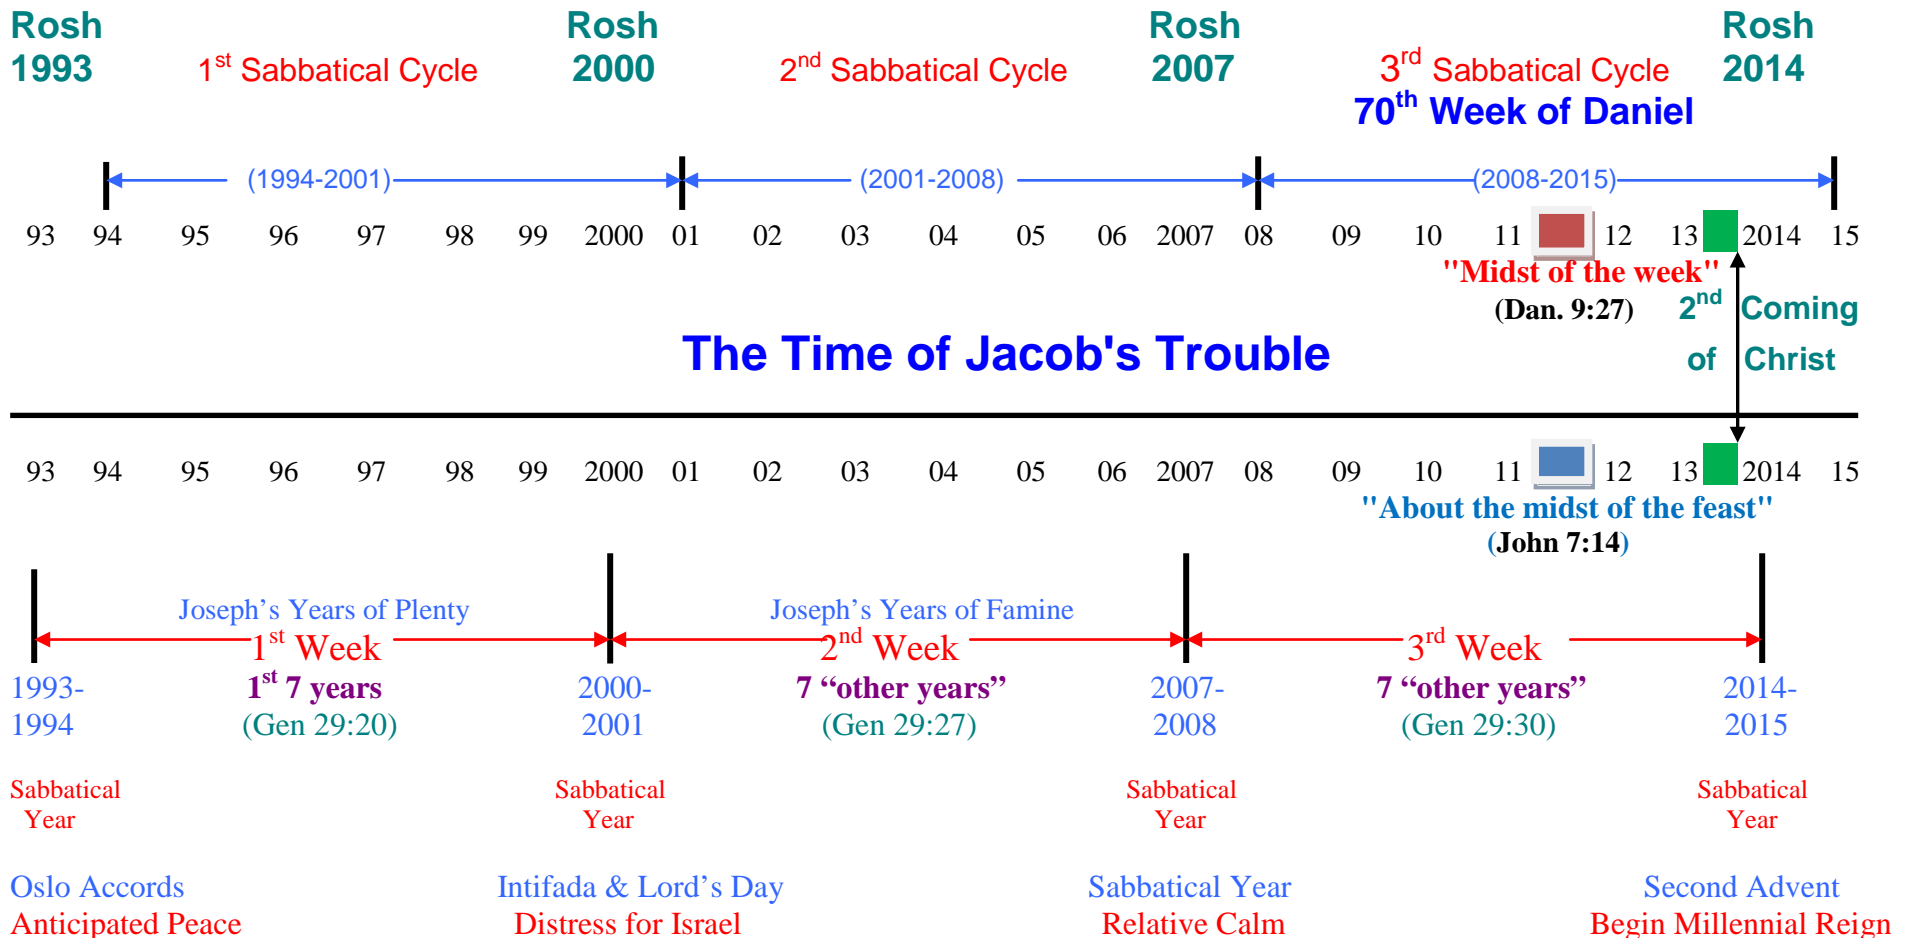 Rosh Rosh Rosh Rosh
1993 1st Sabbatical Cycle 2000 2nd Sabbatical Cycle 2007 3rd Sabbatical Cycle 2014
70th Week of Daniel
(1994-2001) (2001-2008) (2008-2015)
93 94 95 96 97 98 99 2000 01 02 03 04 05 06 2007 08 09 10 11 12 13 2014 15
"Midst of the week"
(Dan. 9:27) 2nd Coming
The Time of Jacob's Trouble of Christ
93 94 95 96 97 98 99 2000 01 02 03 04 05 06 2007 08 09 10 11 12 13 2014 15
"About the midst of the feast"
(John 7:14)
Joseph’s Years of Plenty Joseph’s Years of Famine
1st Week 2nd Week 3rd Week
1993- 1st 7 years 2000- 7 “other years” 2007- 7 “other years” 2014-
1994 (Gen 29:20) 2001 (Gen 29:27) 2008 (Gen 29:30) 2015
Sabbatical Sabbatical Sabbatical Sabbatical
Year Year Year Year
Oslo Accords Intifada & Lord’s Day Sabbatical Year Second Advent
Anticipated Peace Distress for Israel Relative Calm Begin Millennial Reign